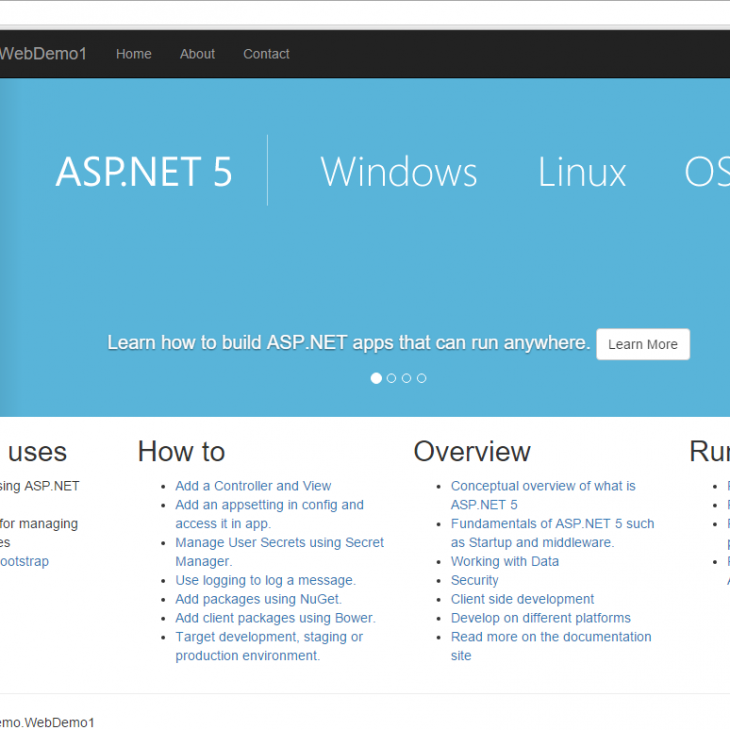 WebDemo1 Home About Contact
ASP.NET 5 Windows Linux OS
Learn how to build ASP.NET apps that can run anywhere. Learn More
uses
ASP.NET
for managing
How to
Add a Controller and View
Add an appsetting in config and
access it in app.
Manage User Secrets using Secret
Manager.
Use logging to log a message.
Add packages using NuGet.
Add client packages using Bower.
Target development, staging or
production environment.
Overview
Conceptual overview of what is
ASP.NET 5
Fundamentals of ASP.NET 5 such
as Startup and middleware.
Working with Data
Security
Client side development
Develop on different platforms
Read more on the documentation
site
emo.WebDemo1